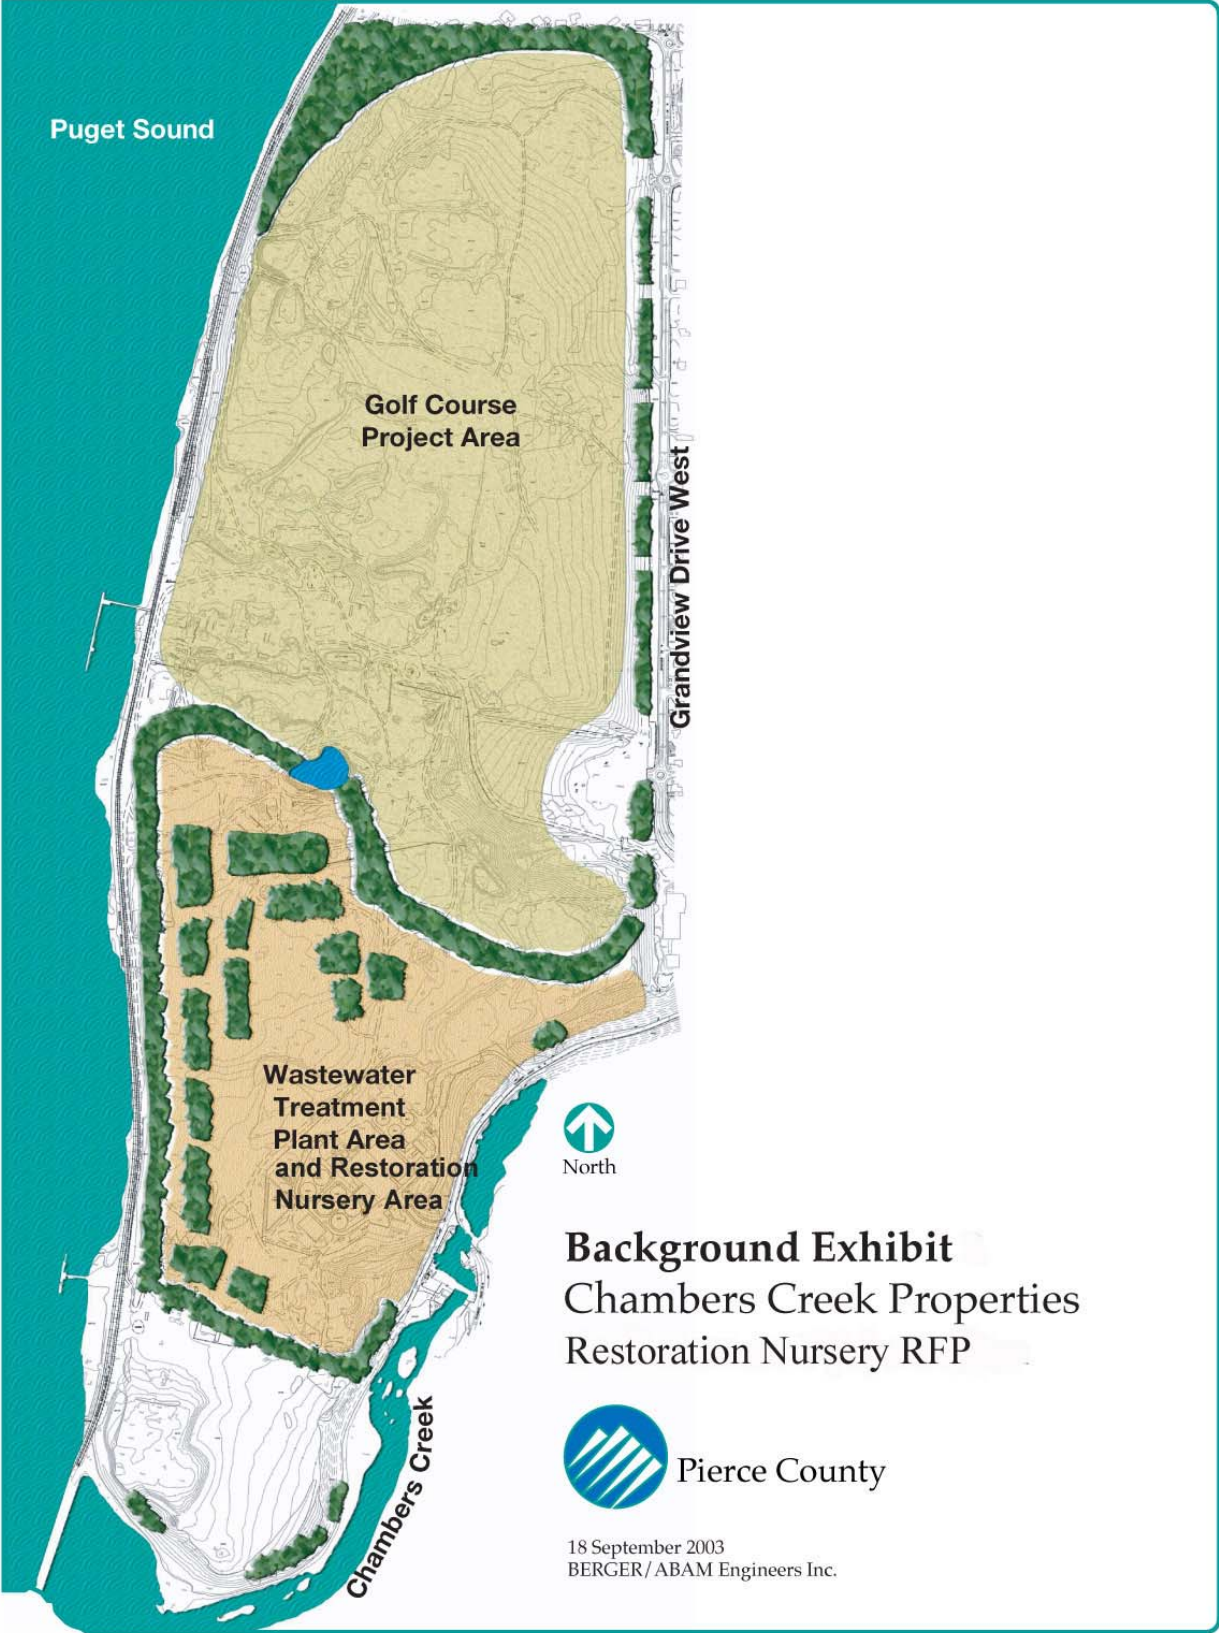 Puget Sound
Golf Course
Project Area
Grandview Drive West
Wastewater
Treatment
Plant Area
and Restoration
Nursery Area
North
Background Exhibit
Chambers Creek Properties
Restoration Nursery RFP
Chambers Creek
Pierce County
18 September 2003
BERGER/ABAM Engineers Inc.